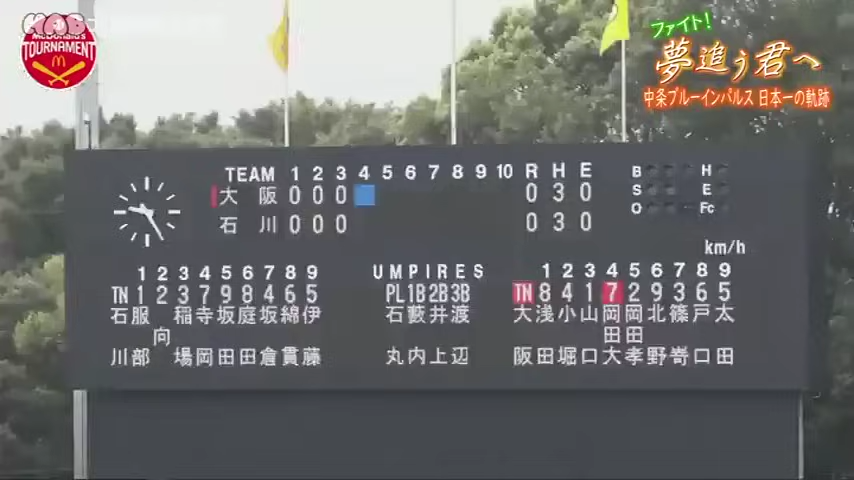 HAB
McDonald's
TOURNAMENT
ファイト!
夢追う君へ
中条ブルーインパルス 日本一の軌跡
TEAM 1 2 3 4 5 6 7 8 9 10 R H E
大阪 0 0 0 0 3 0
石川 0 0 0 0 3 0
B H
S E
O Fc
km/h
1 2 3 4 5 6 7 8 9 UMPIRES 1 2 3 4 5 6 7 8 9
TN 1 2 3 7 9 8 4 6 5 PL 1B 2B 3B TN 8 4 1 7 2 9 3 6 5
石 服 稲 寺 坂 庭 坂 綿 伊 石 藪 井 渡 大 浅 小 山 岡 岡 北 篠 戸 太
向 田 田
川 部 場 岡 田 田 倉 貫 藤 丸 内 上 辺 阪 田 堀 口 大 孝 野 嵜 口 田